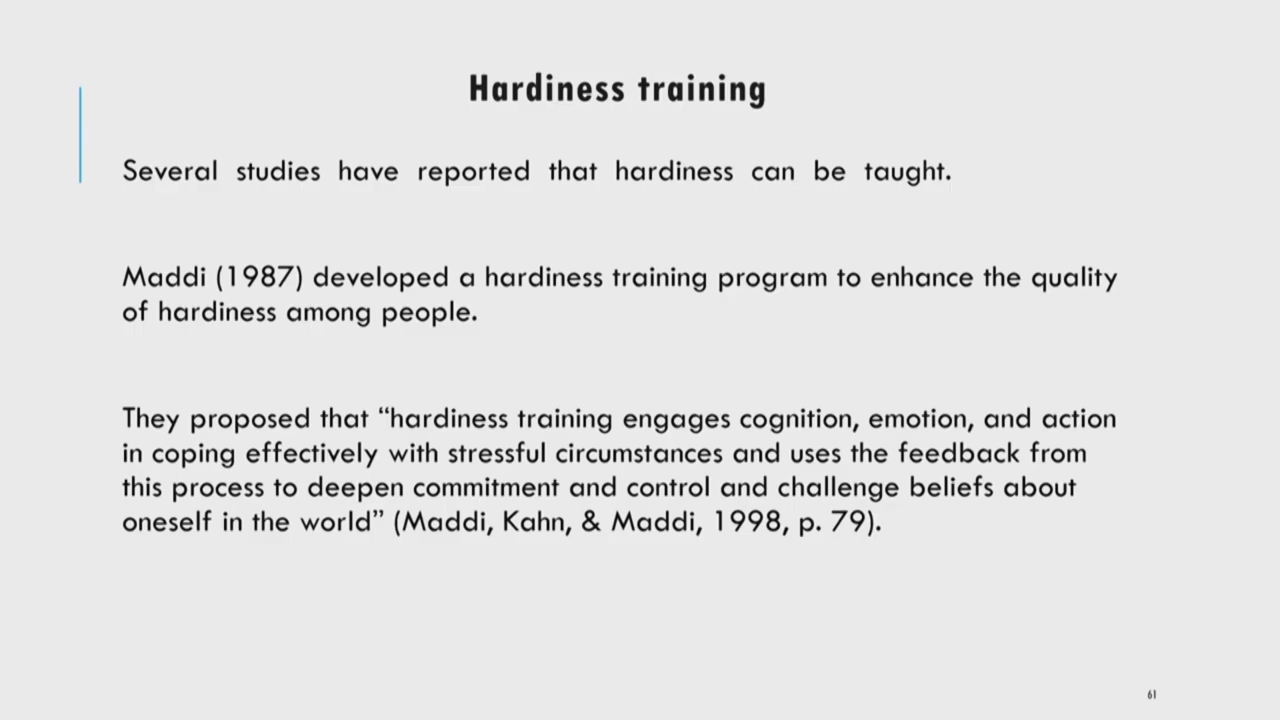 Hardiness training
Several studies have reported that hardiness can be taught.
Maddi (1987) developed a hardiness training program to enhance the quality
of hardiness among people.
They proposed that “hardiness training engages cognition, emotion, and action
in coping effectively with stressful circumstances and uses the feedback from
this process to deepen commitment and control and challenge beliefs about
oneself in the world” (Maddi, Kahn, & Maddi, 1998, p. 79).
61